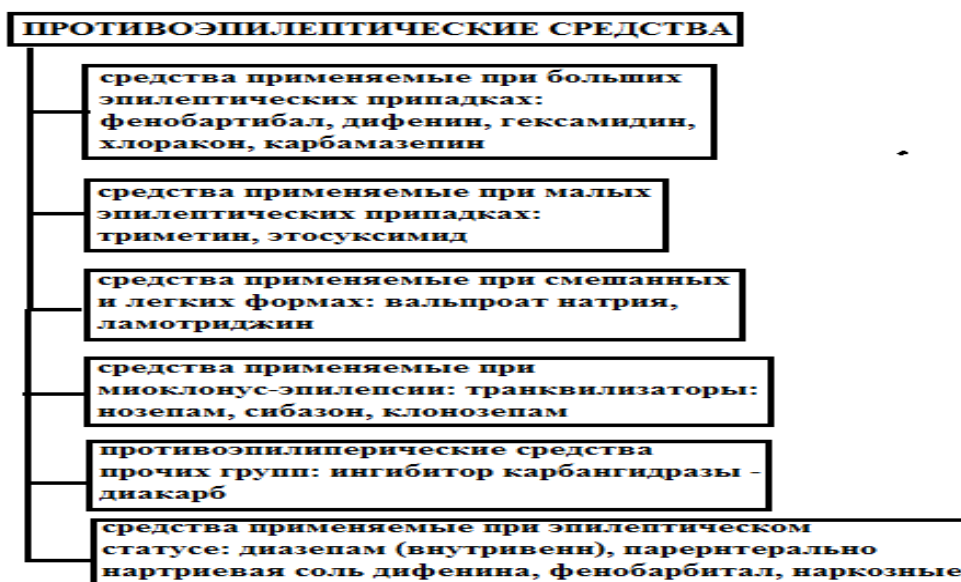 ПРОТИВОЭПИЛЕПТИЧЕСКИЕ СРЕДСТВА
средства применяемые при больших
эпилептических припадках:
фенобартибал, дифенин, гексамидин,
хлоракон, карбамазепин
средства применяемые при малых
эпилептических припадках:
триметин, этосуксимид
средства применяемые при смешанных
и легких формах: вальпроат натрия,
ламотриджин
средства применяемые при
миоклонус-эпилепсии: транквилизаторы:
нозепам, сибазон, клонозепам
противоэпилиперические средства
прочих групп: ингибитор карбангидразы -
диакарб
средства применяемые при эпилептическом
статусе: диазепам (внутривенн), парернтерально
нартриевая соль дифенина, фенобарбитал, наркозные